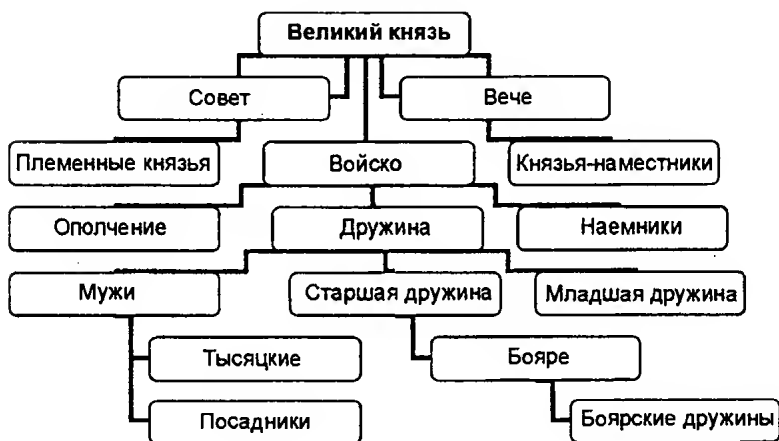 Великий князь
Совет
Вече
Племенные князья
Войско
Князья-наместники
Ополчение
Дружина
Наемники
Мужи
Старшая дружина
Младшая дружина
Тысяцкие
Бояре
Посадники
Боярские дружины